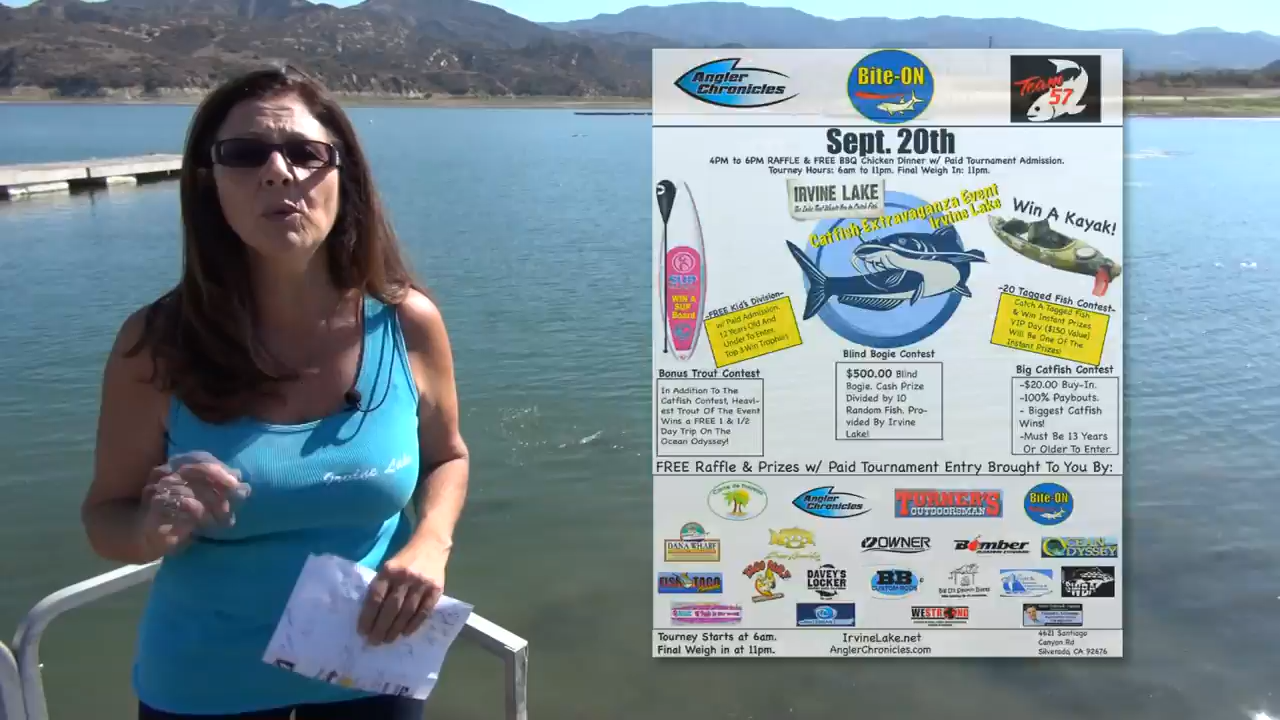 Angler
Chronicles
Bite-ON
Team
57
Sept. 20th
4PM to 6PM RAFFLE & FREE BBQ Chicken Dinner w/ Paid Tournament Admission.
Tourney Hours: 6am to 11pm. Final Weigh In: 11pm.
IRVINE LAKE
Catfish Extravaganza Event
Irvine Lake
Win A Kayak!
SUP
WIN A
SUP
Board
-FREE Kid's Division-
w/ Paid Admission.
12 Years Old And
Under To Enter.
Top 3 Win Trophies
-20 Tagged Fish Contest-
Catch A Tagged Fish
& Win Instant Prizes
VIP Day ($150 Value)
Will Be One Of The
Instant Prizes!
Bonus Trout Contest
In Addition To The
Catfish Contest, Heavi-
est Trout Of The Event
Wins a FREE 1 & 1/2
Day Trip On The
Ocean Odyssey!
Blind Bogie Contest
$500.00 Blind
Bogie. Cash Prize
Divided by 10
Random Fish. Pro-
vided By Irvine
Lake!
Big Catfish Contest
-$20.00 Buy-In.
-100% Payouts.
- Biggest Catfish
Wins!
-Must Be 13 Years
Or Older To Enter.
FREE Raffle & Prizes w/ Paid Tournament Entry Brought To You By:
Angler
Chronicles
TURNER'S
OUTDOORSMAN
Bite-ON
DANA WHARF
OWNER
Bomber
OCEAN
ODYSSEY
FISH TACO
DAVEY'S
LOCKER
BB
CUSTOM RODS
WESTROND
Tourney Starts at 6am.
Final Weigh in at 11pm.
IrvineLake.net
AnglerChronicles.com
4621 Santiago
Canyon Rd
Silverado, CA 92676
Irvine Lake